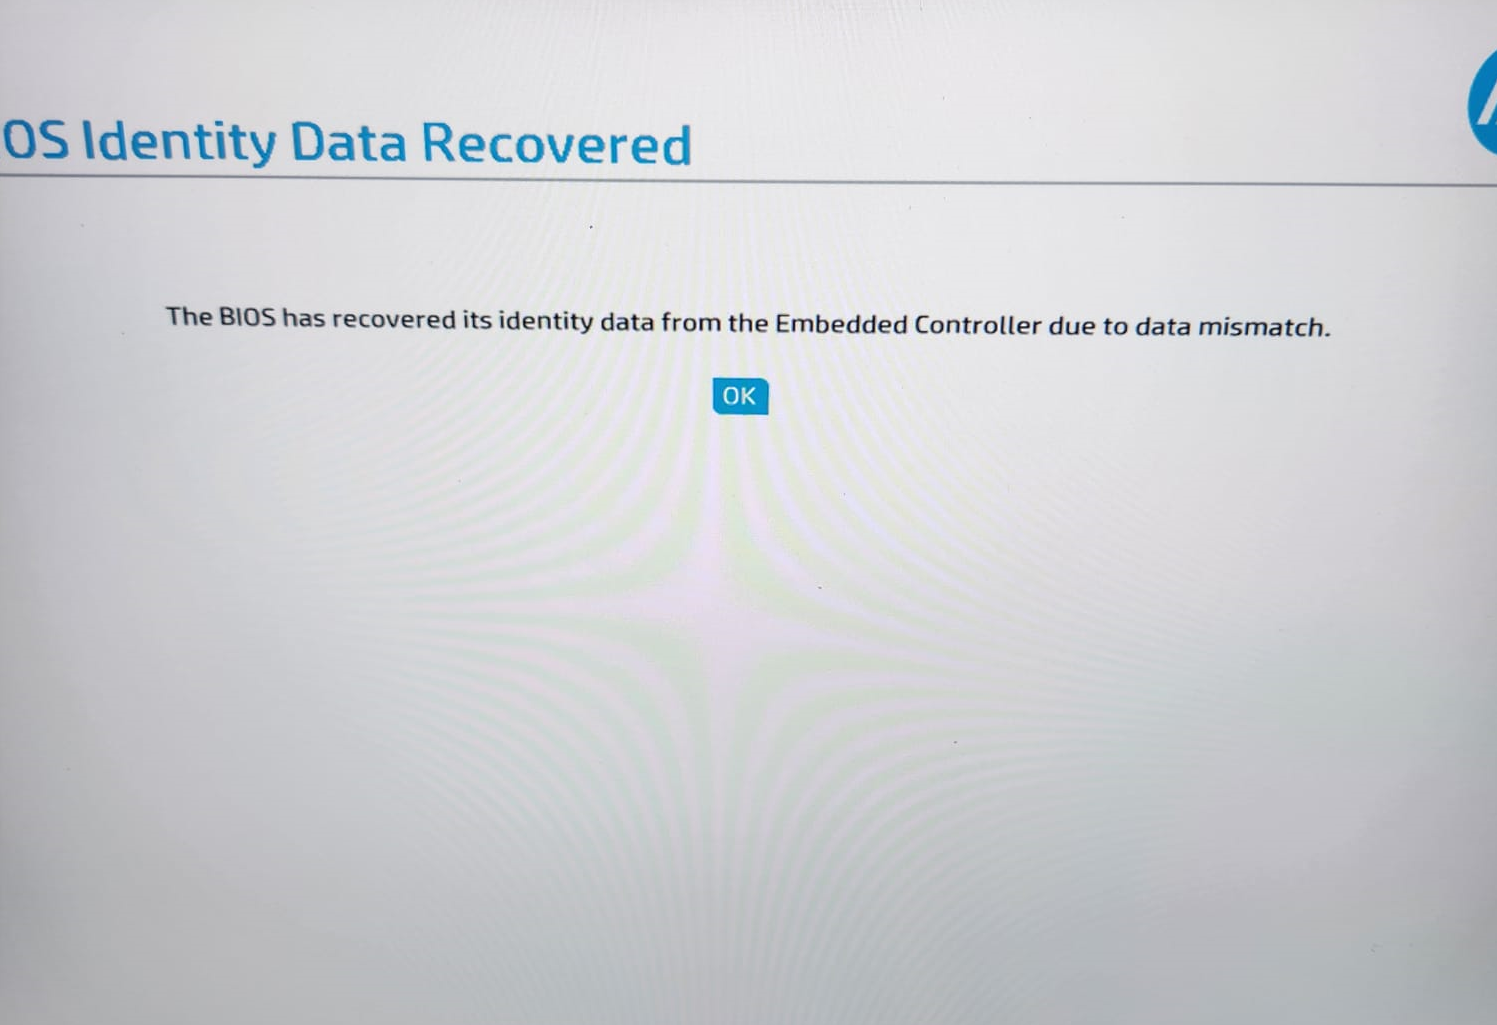 OS Identity Data Recovered
The BIOS has recovered its identity data from the Embedded Controller due to data mismatch.
OK